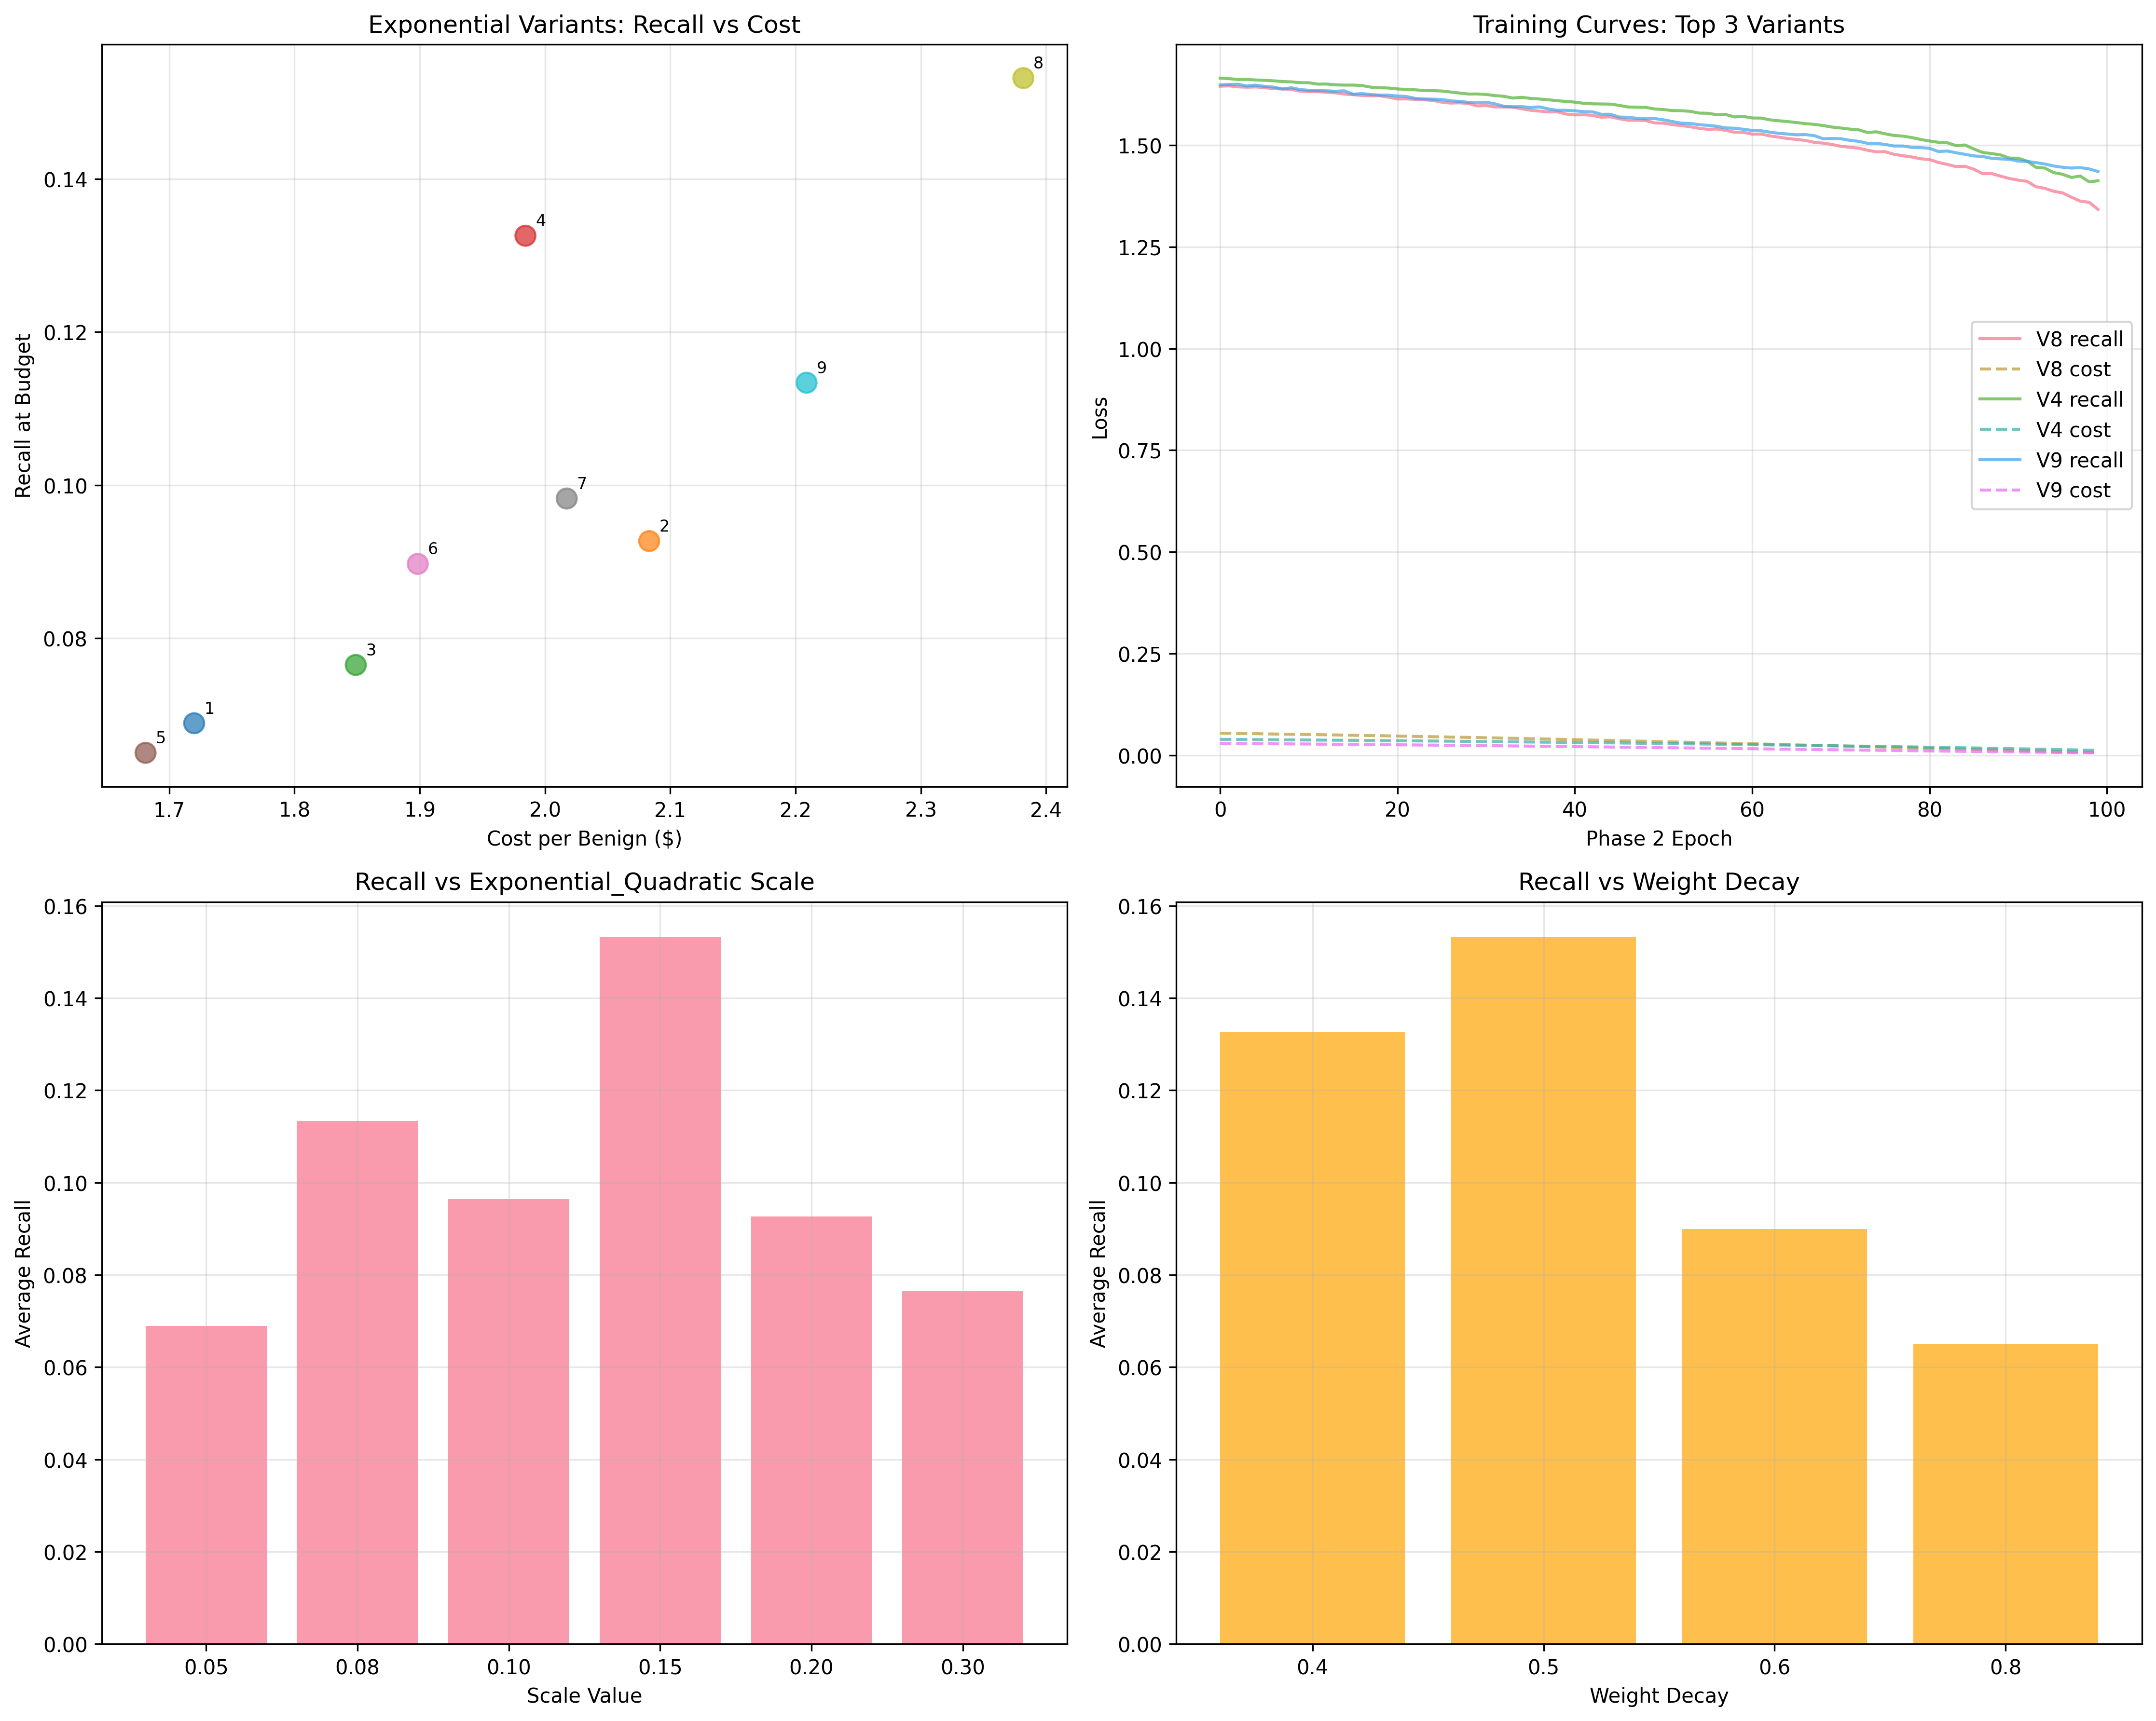 Exponential Variants: Recall vs Cost
Recall at Budget
0.14
0.12
0.10
0.08
8
4
9
7
2
6
3
1
5
1.7 1.8 1.9 2.0 2.1 2.2 2.3 2.4
Cost per Benign ($)
Training Curves: Top 3 Variants
Loss
1.50
1.25
1.00
0.75
0.50
0.25
0.00
V8 recall
V8 cost
V4 recall
V4 cost
V9 recall
V9 cost
0 20 40 60 80 100
Phase 2 Epoch
Recall vs Exponential_Quadratic Scale
Average Recall
0.16
0.14
0.12
0.10
0.08
0.06
0.04
0.02
0.00
0.05 0.08 0.10 0.15 0.20 0.30
Scale Value
Recall vs Weight Decay
Average Recall
0.16
0.14
0.12
0.10
0.08
0.06
0.04
0.02
0.00
0.4 0.5 0.6 0.8
Weight Decay